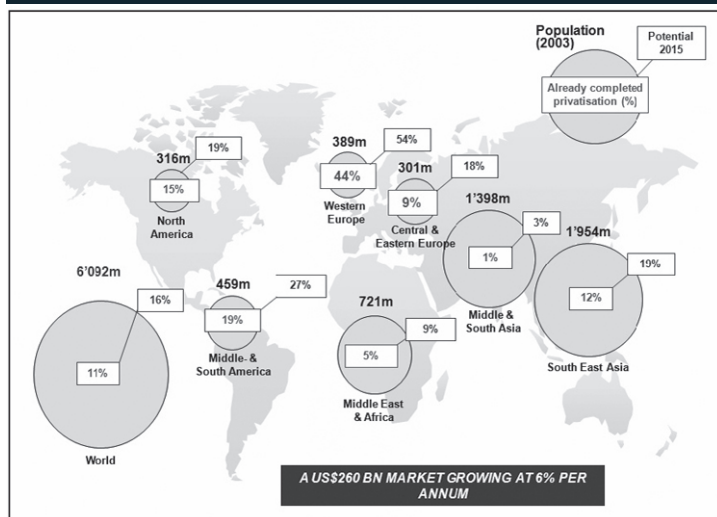 Population
(2003)
Potential
2015
Already completed
privatisation (%)
316m
19%
15%
North
America
389m
54%
44%
Western
Europe
301m
18%
9%
Central &
Eastern Europe
1'398m
3%
1%
Middle &
South Asia
1'954m
19%
12%
South East Asia
6'092m
16%
11%
World
459m
27%
19%
Middle- &
South America
721m
9%
5%
Middle East
& Africa
A US$260 BN MARKET GROWING AT 6% PER
ANNUM